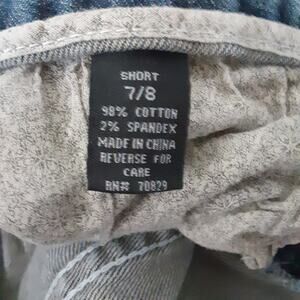 SHORT
7/8
98% COTTON
2% SPANDEX
MADE IN CHINA
REVERSE FOR
CARE
RN# 70829